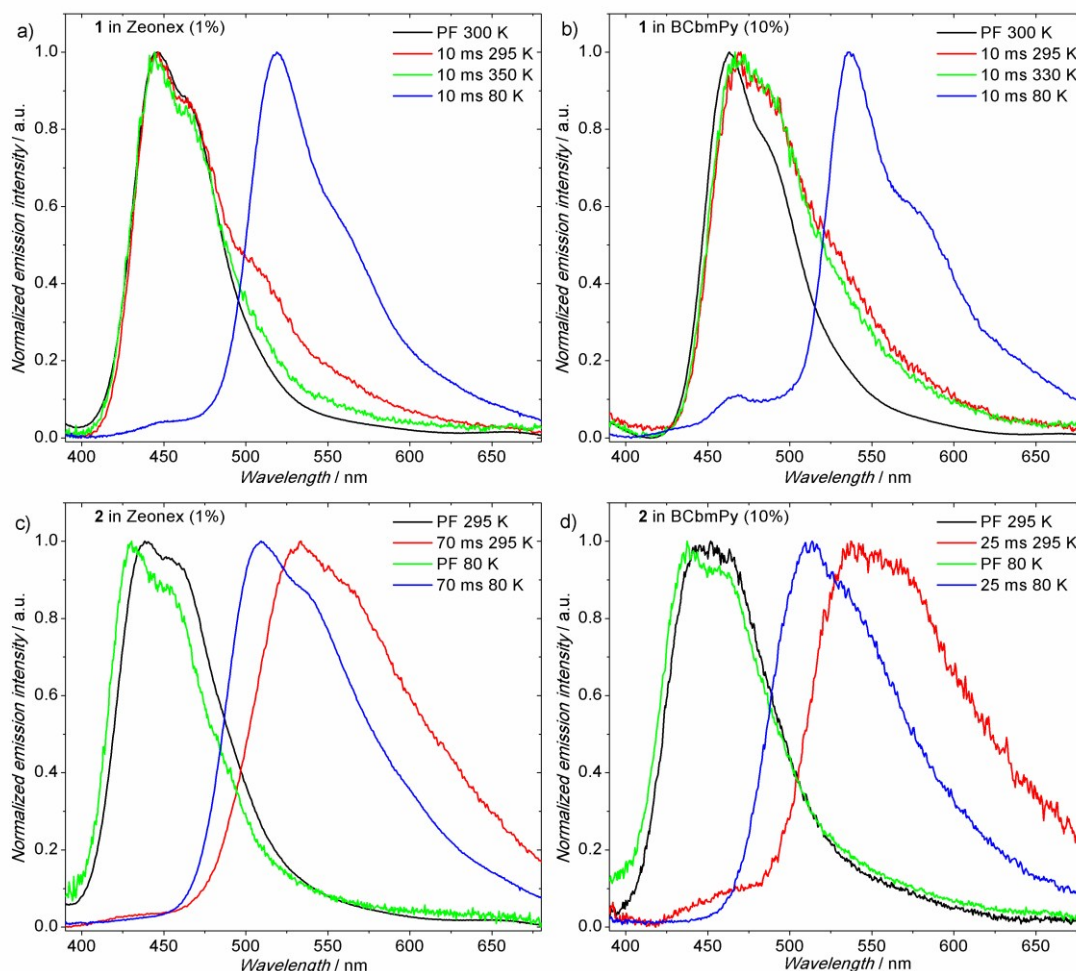 a)
1 in Zeonex (1%)
PF 300 K
10 ms 295 K
10 ms 350 K
10 ms 80 K
1.0
0.8
0.6
0.4
0.2
0.0
Normalized emission intensity / a.u.
400 450 500 550 600 650
Wavelength / nm
b)
1 in BCbmPy (10%)
PF 300 K
10 ms 295 K
10 ms 330 K
10 ms 80 K
1.0
0.8
0.6
0.4
0.2
0.0
Normalized emission intensity / a.u.
400 450 500 550 600 650
Wavelength / nm
c)
2 in Zeonex (1%)
PF 295 K
70 ms 295 K
PF 80 K
70 ms 80 K
1.0
0.8
0.6
0.4
0.2
0.0
Normalized emission intensity / a.u.
400 450 500 550 600 650
Wavelength / nm
d)
2 in BCbmPy (10%)
PF 295 K
25 ms 295 K
PF 80 K
25 ms 80 K
1.0
0.8
0.6
0.4
0.2
0.0
Normalized emission intensity / a.u.
400 450 500 550 600 650
Wavelength / nm